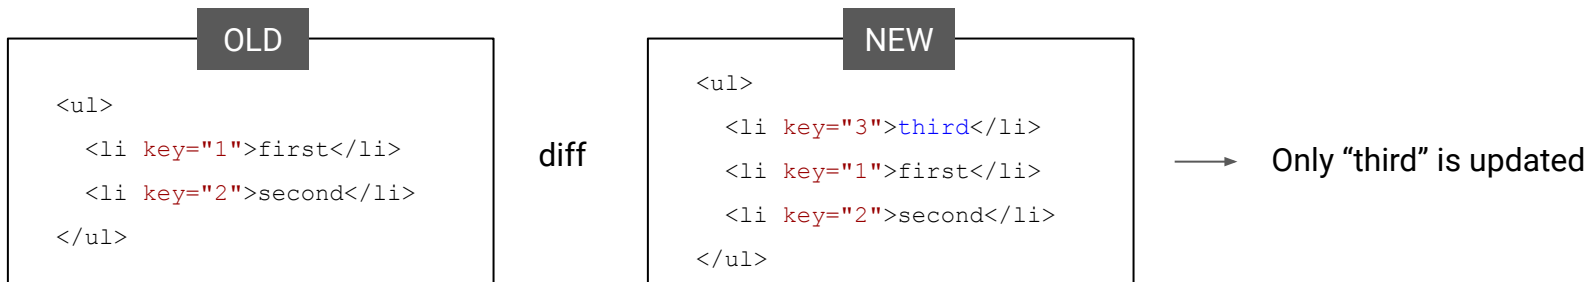 OLD
<ul>
<li key="1">first</li>
<li key="2">second</li>
</ul>
diff
NEW
<ul>
<li key="3">third</li>
<li key="1">first</li>
<li key="2">second</li>
</ul>
Only “third” is updated